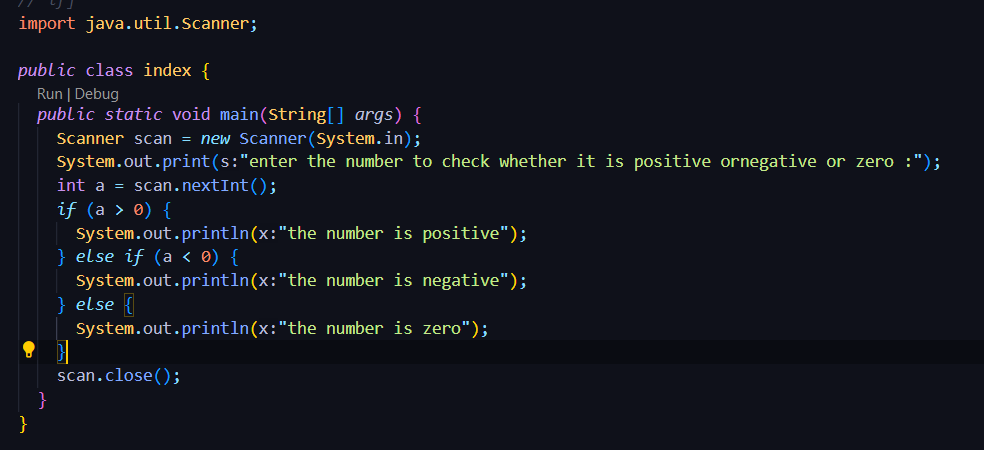 import java.util.Scanner;
public class index {
Run | Debug
public static void main(String[] args) {
Scanner scan = new Scanner(System.in);
System.out.print(s:"enter the number to check whether it is positive ornegative or zero :");
int a = scan.nextInt();
if (a > 0) {
System.out.println(x:"the number is positive");
} else if (a < 0) {
System.out.println(x:"the number is negative");
} else {
System.out.println(x:"the number is zero");
}
scan.close();
}
}